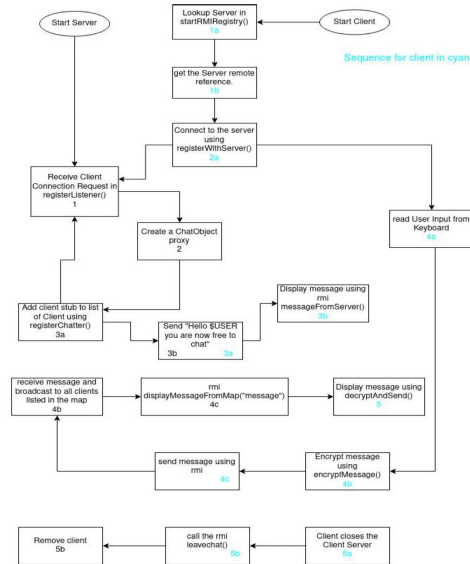 Start Server
Lookup Server in
startRMIRegistry()
1a
Start Client
Sequence for client in cyan
get the Server remote
reference.
1b
Connect to the server
using
registerWithServer()
2a
Receive Client
Connection Request in
registerListener()
1
Create a ChatObject
proxy
2
read User Input from
Keyboard
4a
Add client stub to list
of Client using
registerChatter()
3a
Send "Hello $USER
you are now free to
chat"
3b 3a
Display message using
rmi
messageFromServer()
3b
receive message and
broadcast to all clients
listed in the map
4b
rmi
displayMessageFromMap("message")
4c
Display message using
decryptAndSend()
5
send message using
rmi
4c
Encrypt message
using
encryptMessage()
4b
Remove client
5b
call the rmi
leavechat()
6b
Client closes the
Client Server
6a